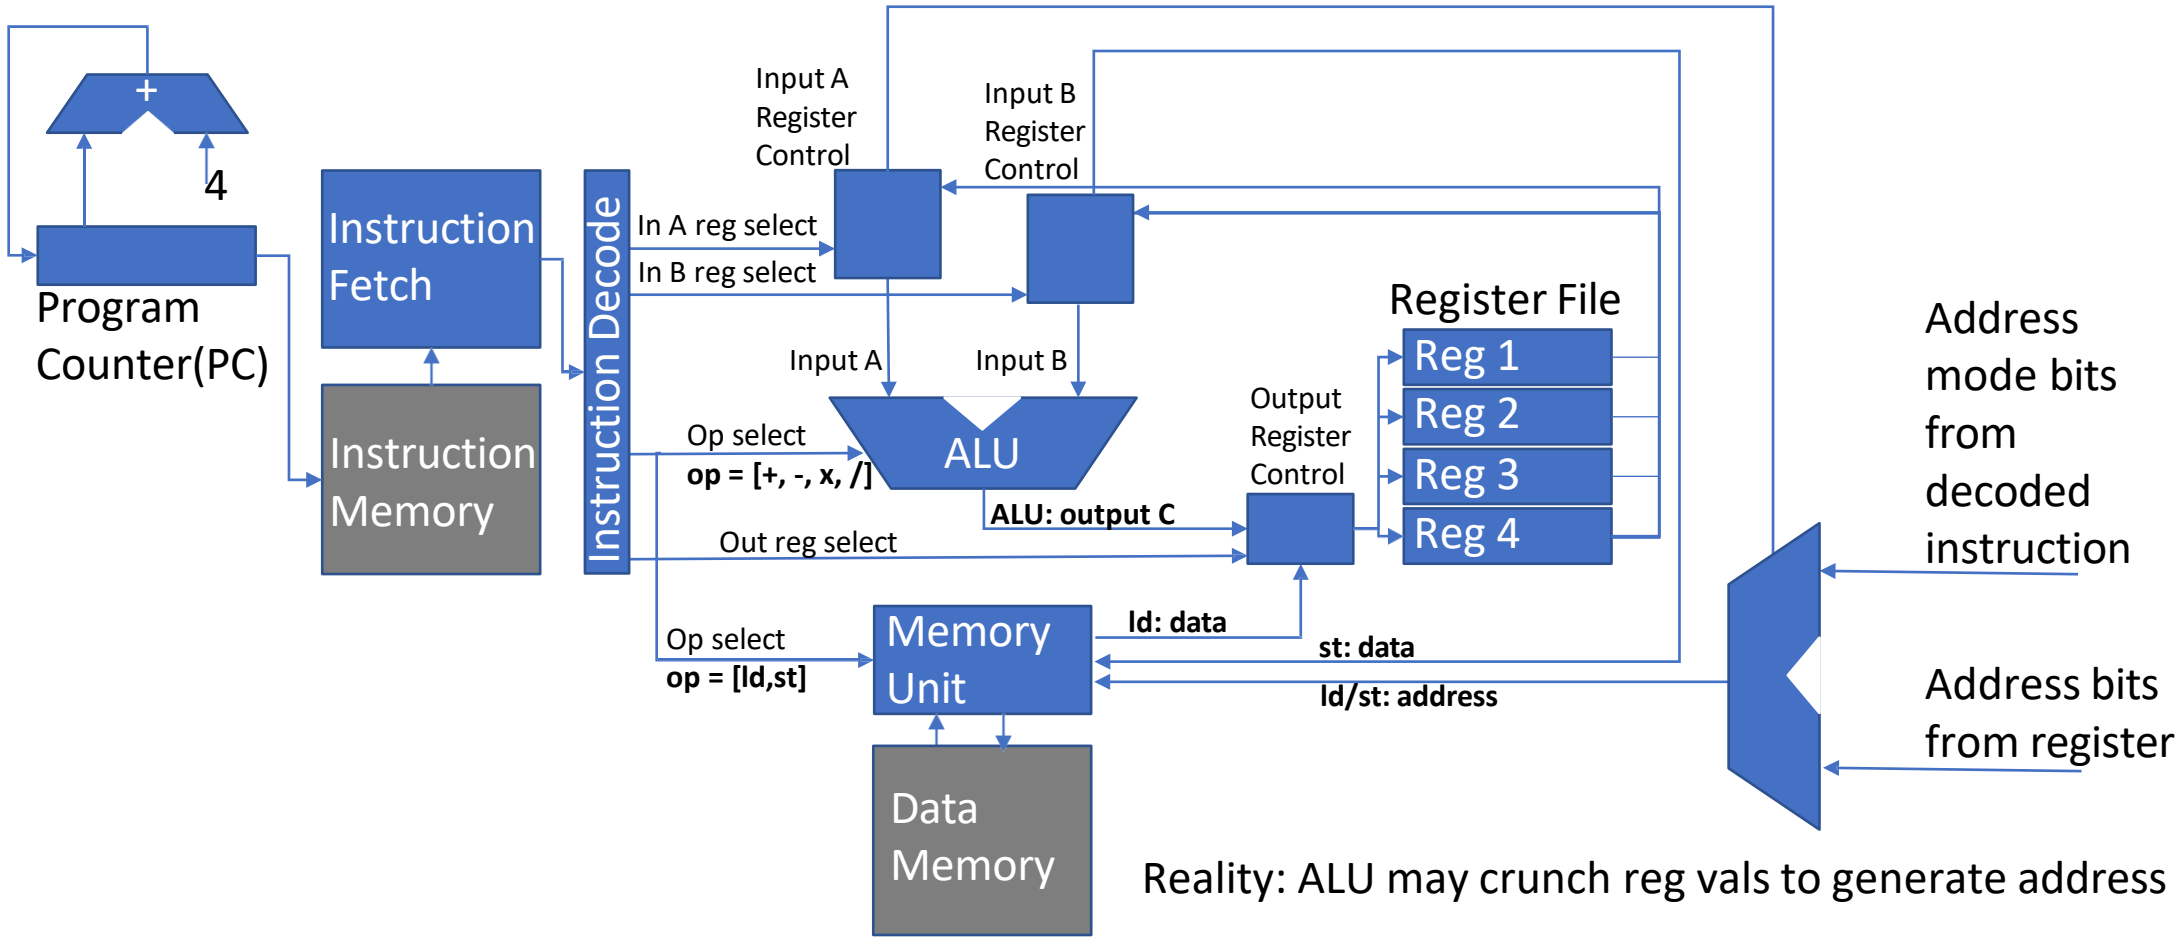 +
4
Program
Counter(PC)
Instruction
Fetch
Instruction
Memory
Instruction Decode
Input A
Register
Control
Input B
Register
Control
In A reg select
In B reg select
Input A
Input B
Op select
op = [+, -, x, /]
ALU
ALU: output C
Out reg select
Output
Register
Control
Register File
Reg 1
Reg 2
Reg 3
Reg 4
Op select
op = [ld,st]
Memory
Unit
ld: data
st: data
ld/st: address
Data
Memory
Address
mode bits
from
decoded
instruction
Address bits
from register
Reality: ALU may crunch reg vals to generate address